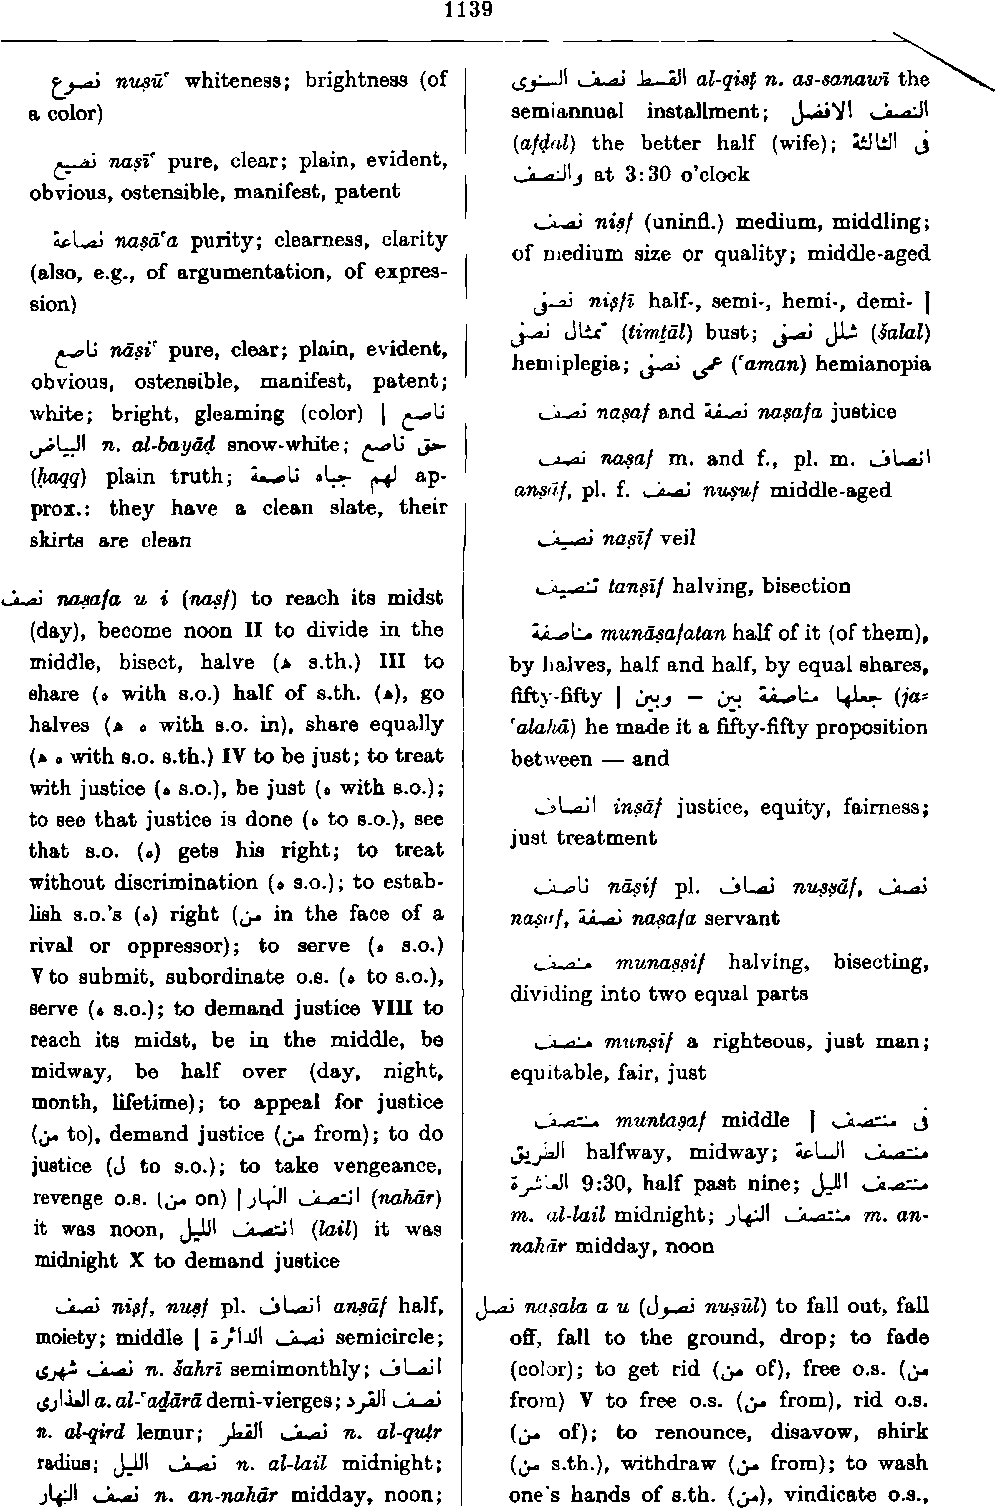 1139
نصوع nuṣūʿ whiteness; brightness (of
a color)
نصيع naṣīʿ pure, clear; plain, evident,
obvious, ostensible, manifest, patent
نصاعة naṣāʿa purity; clearness, clarity
(also, e.g., of argumentation, of expres-
sion)
ناصع nāṣiʿ pure, clear; plain, evident,
obvious, ostensible, manifest, patent;
white; bright, gleaming (color) | ناصع
البياض n. al-bayāḍ snow-white; حق ناصع
(ḥaqq) plain truth; لهم جباه ناصعة ap-
prox.: they have a clean slate, their
skirts are clean
نصف naṣafa u i (naṣf) to reach its midst
(day), become noon II to divide in the
middle, bisect, halve (ﻫ s.th.) III to
share (ه with s.o.) half of s.th. (ﻫ), go
halves (ﻫ ه with s.o. in), share equally
(ﻫ ه with s.o. s.th.) IV to be just; to treat
with justice (ه s.o.), be just (ه with s.o.);
to see that justice is done (ه to s.o.), see
that s.o. (ه) gets his right; to treat
without discrimination (ه s.o.); to estab-
lish s.o.'s (ه) right (من in the face of a
rival or oppressor); to serve (ه s.o.)
V to submit, subordinate o.s. (ه to s.o.),
serve (ه s.o.); to demand justice VIII to
reach its midst, be in the middle, be
midway, be half over (day, night,
month, lifetime); to appeal for justice
(من to), demand justice (من from); to do
justice (ل to s.o.); to take vengeance,
revenge o.s. (من on) | انتصف النهار (nahār)
it was noon, انتصف الليل (lail) it was
midnight X to demand justice
نصف niṣf, nuṣf pl. انصاف anṣāf half,
moiety; middle | نصف الدائرة semicircle;
نصف شهرى n. šahrī semimonthly; انصاف
العذارى a. al-ʿaḏārā demi-vierges; نصف القرد
n. al-qird lemur; نصف القطر n. al-quṭr
radius; نصف الليل n. al-lail midnight;
نصف النهار n. an-nahār midday, noon;
القسط نصف السنوى al-qisṭ n. as-sanawī the
semiannual installment; النصف الافضل
(afḍal) the better half (wife); فى الثالثة
والنصف at 3:30 o'clock
نصف niṣf (uninfl.) medium, middling;
of medium size or quality; middle-aged
نصفى niṣfī half-, semi-, hemi-, demi- |
تمثال نصفى (timṯāl) bust; شلل نصفى (šalal)
hemiplegia; عمى نصفى (ʿaman) hemianopia
نصف naṣaf and نصفة naṣafa justice
نصف naṣaf m. and f., pl. m. انصاف
anṣāf, pl. f. نصف nuṣuf middle-aged
نصيف naṣīf veil
تنصيف tanṣīf halving, bisection
مناصفة munāṣafatan half of it (of them),
by halves, half and half, by equal shares,
fifty-fifty | جعلها مناصفة بين – وبين (ja-
ʿalahā) he made it a fifty-fifty proposition
between — and
انصاف inṣāf justice, equity, fairness;
just treatment
ناصف nāṣif pl. نصاف nuṣṣāf, نصف
naṣaf, نصفة naṣafa servant
منصف munaṣṣif halving, bisecting,
dividing into two equal parts
منصف munṣif a righteous, just man;
equitable, fair, just
منتصف muntaṣaf middle | فى منتصف
الطريق halfway, midway; منتصف الساعة
العاشرة 9:30, half past nine; منتصف الليل
m. al-lail midnight; منتصف النهار m. an-
nahār midday, noon
نصل naṣala a u (نصول nuṣūl) to fall out, fall
off, fall to the ground, drop; to fade
(color); to get rid (من of), free o.s. (من
from) V to free o.s. (من from), rid o.s.
(من of); to renounce, disavow, shirk
(من s.th.), withdraw (من from); to wash
one's hands of s.th. (من), vindicate o.s.,